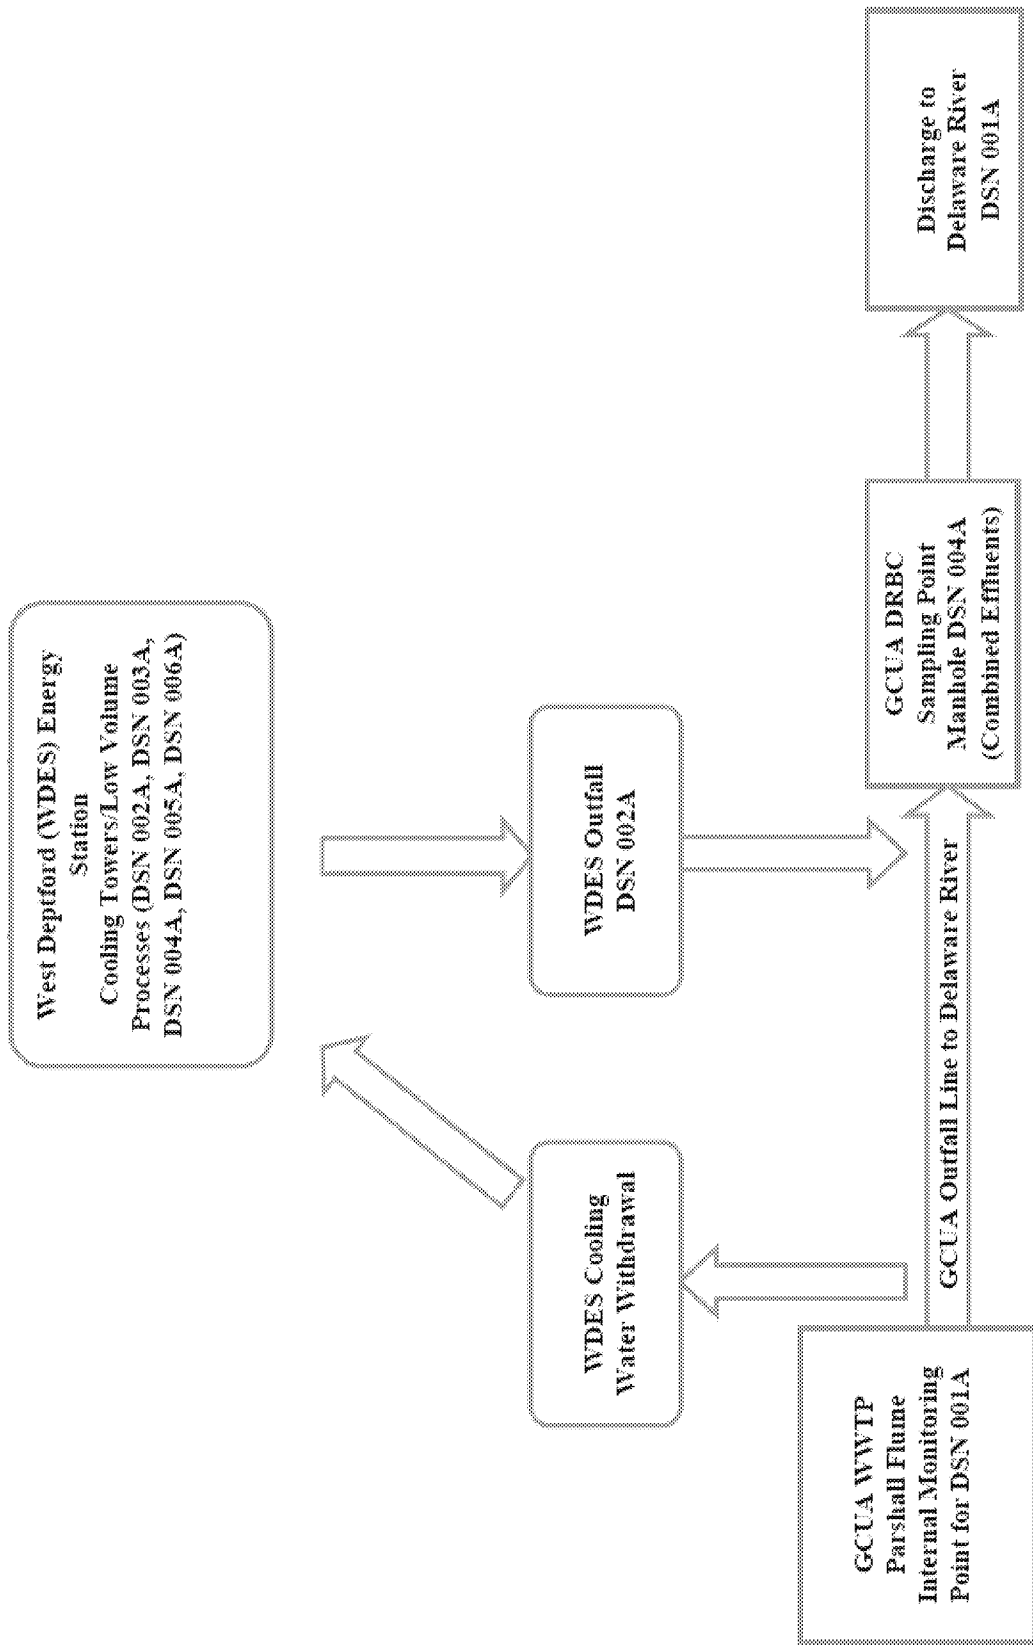 West Deptford (WDES) Energy
Station
Cooling Towers/Low Volume
Processes (DSN 002A, DSN 003A,
DSN 004A, DSN 005A, DSN 006A)
WDES Cooling
Water Withdrawal
WDES Outfall
DSN 002A
GCUA WWTP
Parshall Flume
Internal Monitoring
Point for DSN 001A
GCUA Outfall Line to Delaware River
GCUA DRBC
Sampling Point
Manhole DSN 004A
(Combined Effluents)
Discharge to
Delaware River
DSN 001A